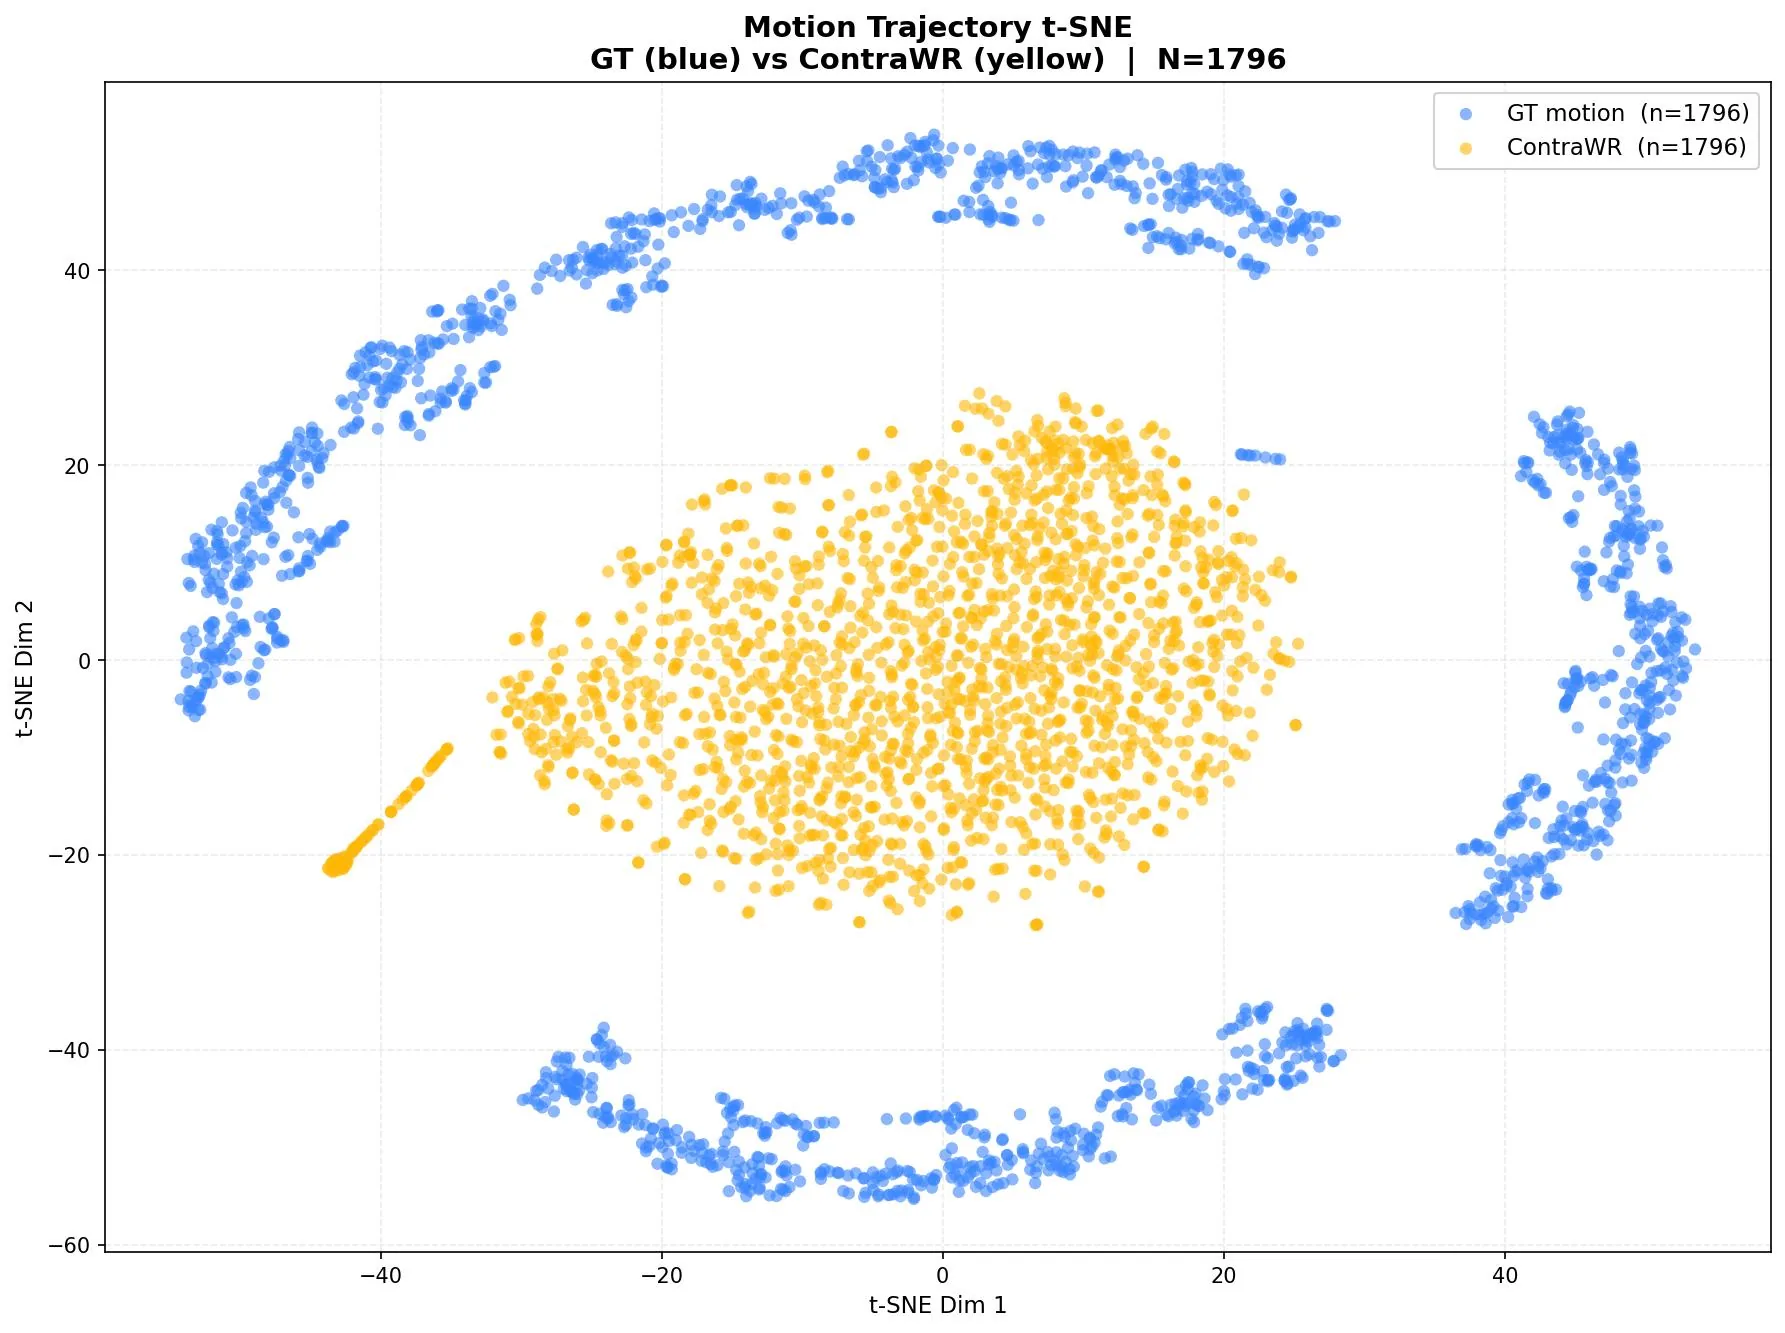 Motion Trajectory t-SNE
GT (blue) vs ContraWR (yellow)  |  N=1796
GT motion  (n=1796)
ContraWR  (n=1796)
t-SNE Dim 2
40
20
0
−20
−40
−60
−40
−20
0
20
40
t-SNE Dim 1